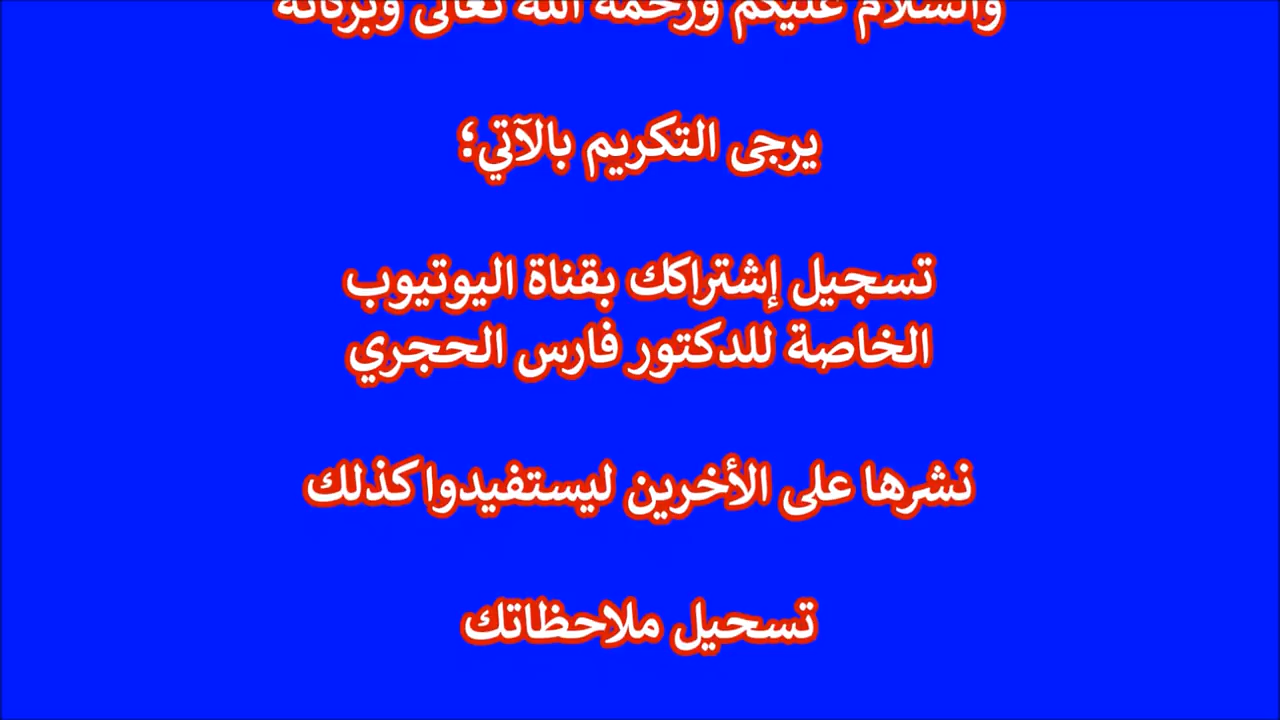 والسلام عليكم ورحمة الله تعالى وبركاته
يرجى التكريم بالآتي؛
تسجيل إشتراكك بقناة اليوتيوب
الخاصة للدكتور فارس الحجري
نشرها على الأخرين ليستفيدوا كذلك
تسحيل ملاحظاتك